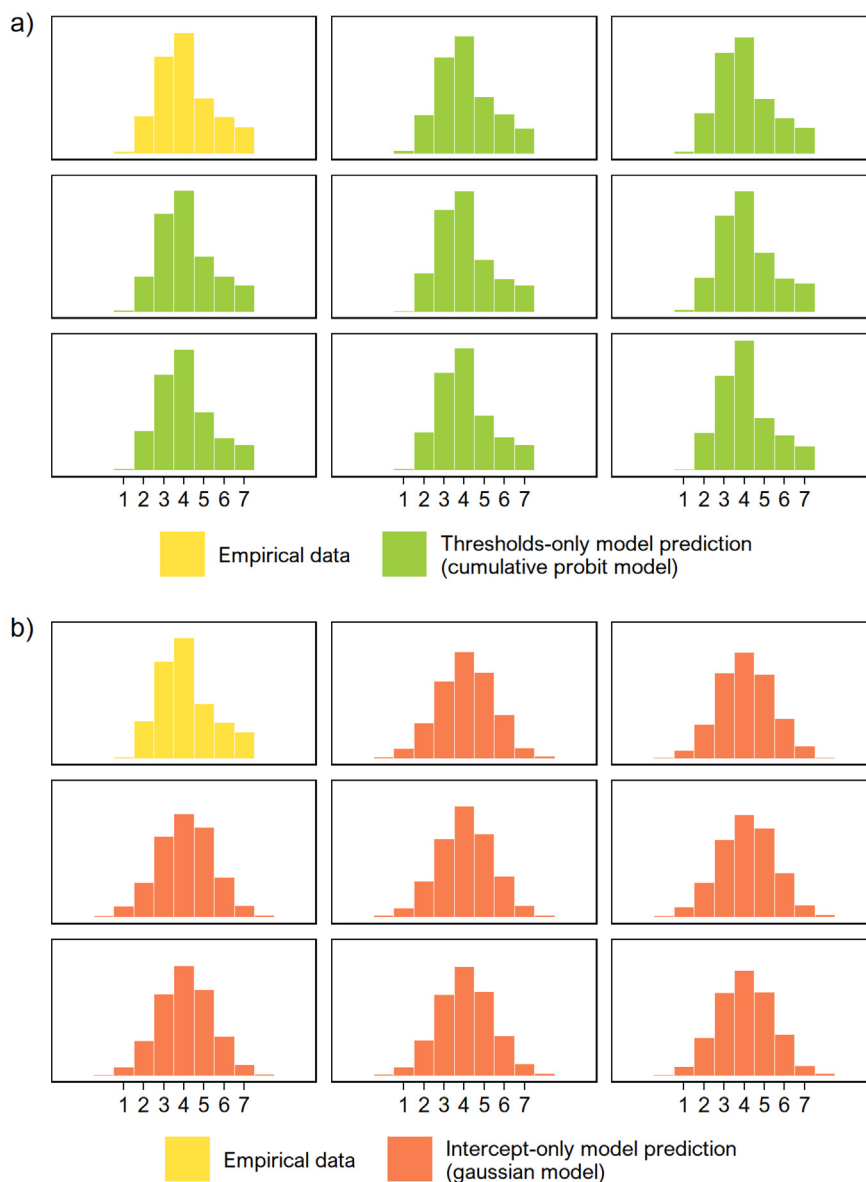 a)
1 2 3 4 5 6 7
1 2 3 4 5 6 7
1 2 3 4 5 6 7
Empirical data
Thresholds-only model prediction
(cumulative probit model)
b)
1 2 3 4 5 6 7
1 2 3 4 5 6 7
1 2 3 4 5 6 7
Empirical data
Intercept-only model prediction
(gaussian model)